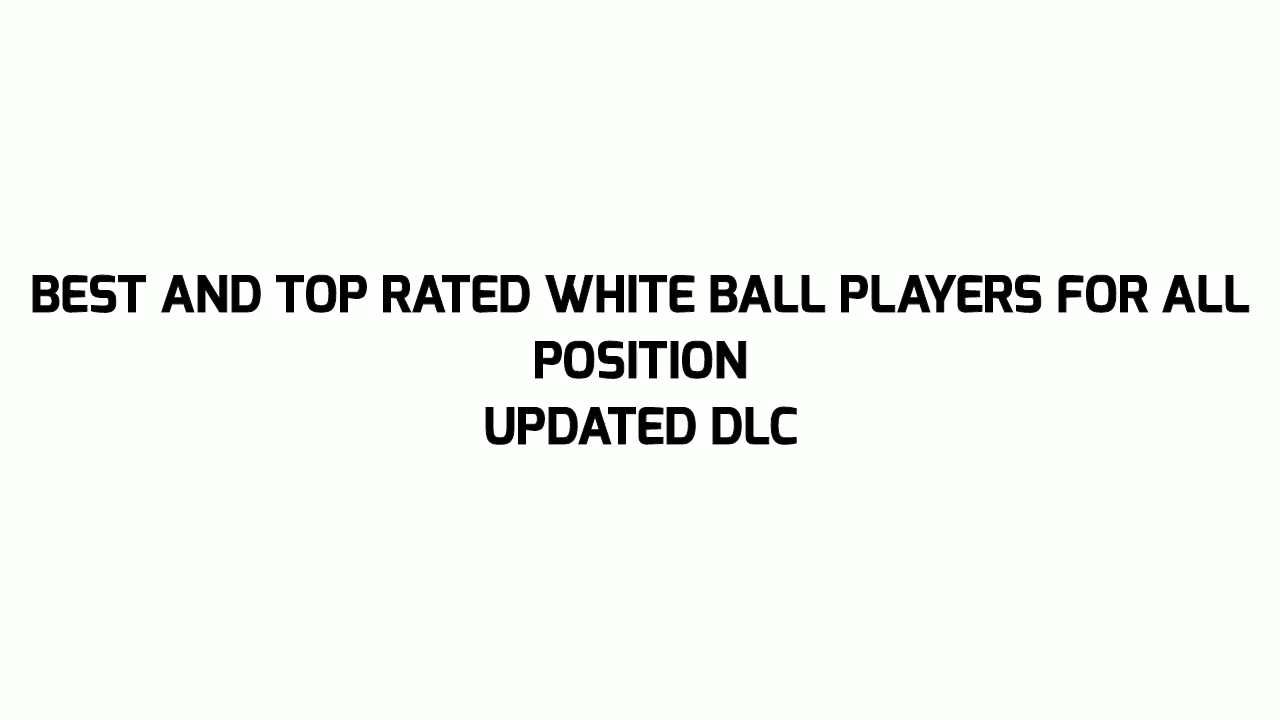 BEST AND TOP RATED WHITE BALL PLAYERS FOR ALL
POSITION
UPDATED DLC